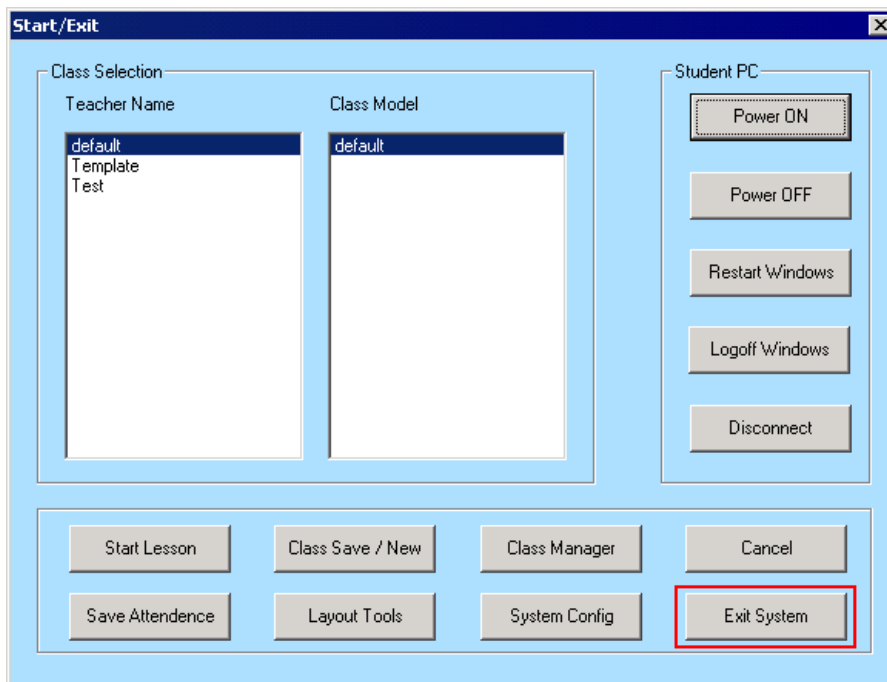 Start/Exit
Class Selection
Teacher Name
Class Model
default
Template
Test
default
Student PC
Power ON
Power OFF
Restart Windows
Logoff Windows
Disconnect
Start Lesson
Class Save / New
Class Manager
Cancel
Save Attendence
Layout Tools
System Config
Exit System